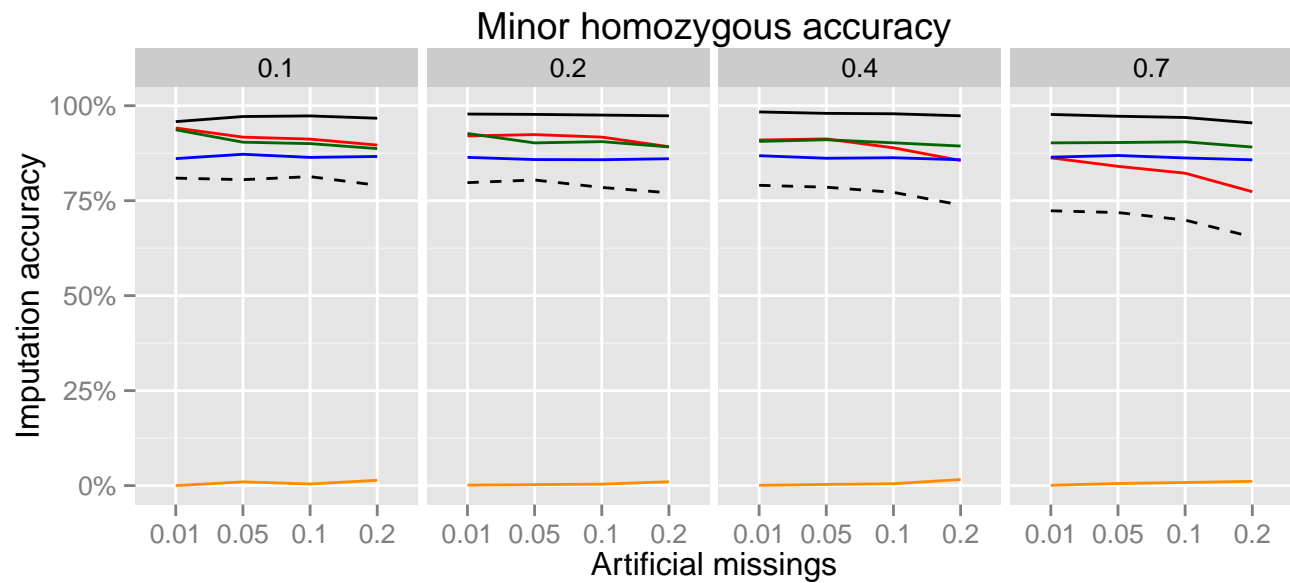 Minor homozygous accuracy
0.1 0.2 0.4 0.7
100%
75%
50%
25%
0%
Imputation accuracy
0.01 0.05 0.1 0.2 0.01 0.05 0.1 0.2 0.01 0.05 0.1 0.2 0.01 0.05 0.1 0.2
Artificial missings